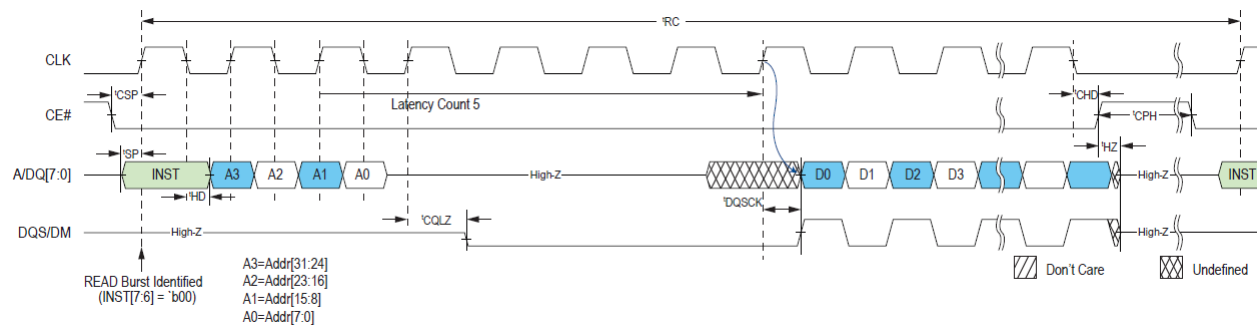 tRC
CLK
tCSP
Latency Count 5
tCHD
CE#
tCPH
tSP
tHZ
A/DQ[7:0]
INST
A3
A2
A1
A0
High-Z
D0
D1
D2
D3
High-Z
INST
tHD
tDQSCK
tCQLZ
DQS/DM
High-Z
High-Z
READ Burst Identified
(INST[7:6] = `b00)
A3=Addr[31:24]
A2=Addr[23:16]
A1=Addr[15:8]
A0=Addr[7:0]
Don't Care
Undefined